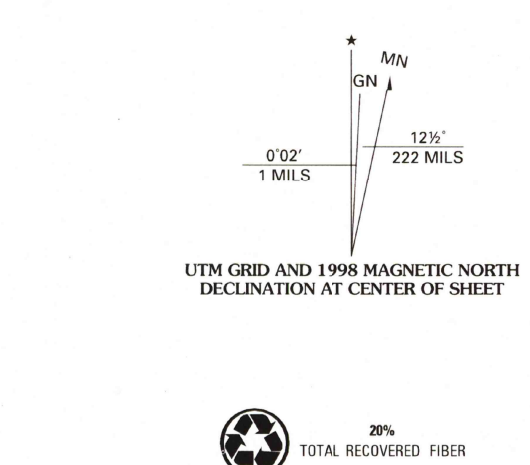 ★
MN
GN
0°02′
1 MILS
12½°
222 MILS
UTM GRID AND 1998 MAGNETIC NORTH
DECLINATION AT CENTER OF SHEET
20%
TOTAL RECOVERED FIBER